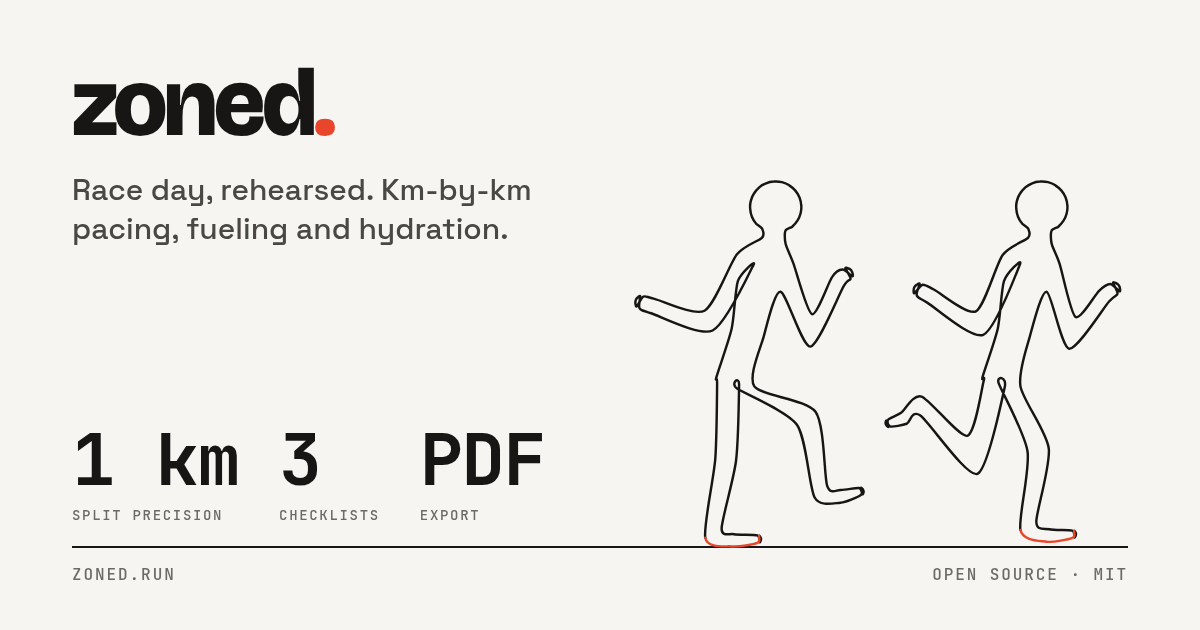 zoned.
Race day, rehearsed. Km-by-km
pacing, fueling and hydration.
1 km 3 PDF
SPLIT PRECISION CHECKLISTS EXPORT
ZONED.RUN OPEN SOURCE · MIT